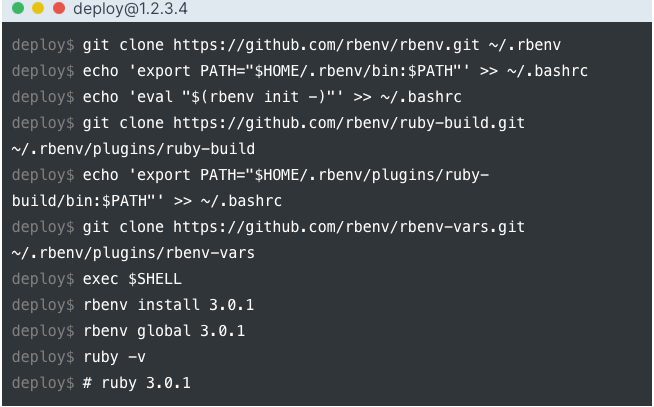 deploy@1.2.3.4
deploy$ git clone https://github.com/rbenv/rbenv.git ~/.rbenv
deploy$ echo 'export PATH="$HOME/.rbenv/bin:$PATH"' >> ~/.bashrc
deploy$ echo 'eval "$(rbenv init -)"' >> ~/.bashrc
deploy$ git clone https://github.com/rbenv/ruby-build.git
~/.rbenv/plugins/ruby-build
deploy$ echo 'export PATH="$HOME/.rbenv/plugins/ruby-
build/bin:$PATH"' >> ~/.bashrc
deploy$ git clone https://github.com/rbenv/rbenv-vars.git
~/.rbenv/plugins/rbenv-vars
deploy$ exec $SHELL
deploy$ rbenv install 3.0.1
deploy$ rbenv global 3.0.1
deploy$ ruby -v
deploy$ # ruby 3.0.1